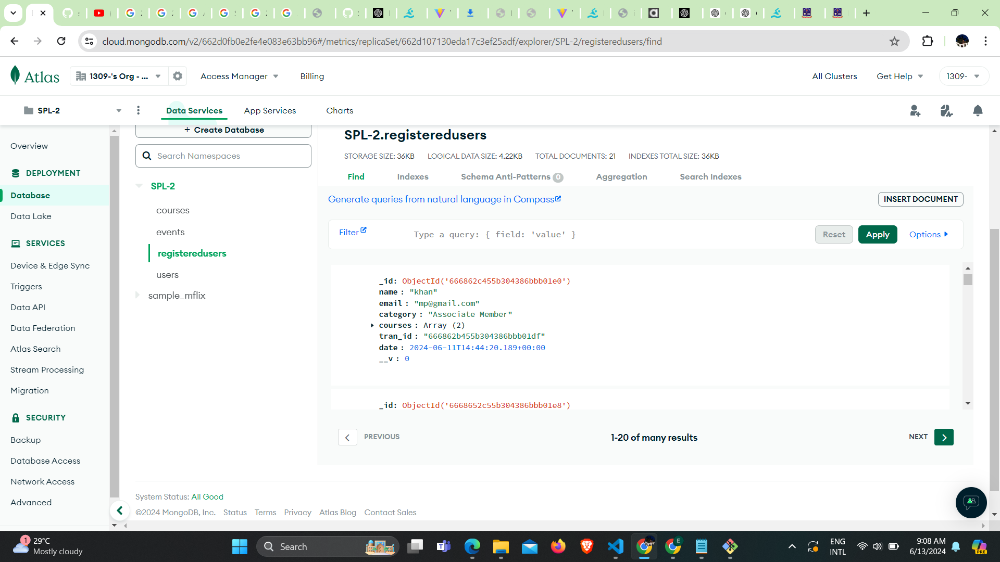 cloud.mongodb.com/v2/662d0fb0e2fe4e083e63bb96#/metrics/replicaSet/662d107130eda17c3ef25adf/explorer/SPL-2/registeredusers/find
Atlas
1309-'s Org - ...
Access Manager
Billing
All Clusters
Get Help
1309-
SPL-2
Data Services
App Services
Charts
Overview
DEPLOYMENT
Database
Data Lake
SERVICES
Device & Edge Sync
Triggers
Data API
Data Federation
Atlas Search
Stream Processing
Migration
SECURITY
Backup
Database Access
Network Access
Advanced
+ Create Database
Search Namespaces
SPL-2
courses
events
registeredusers
users
sample_mflix
SPL-2.registeredusers
STORAGE SIZE: 36KB LOGICAL DATA SIZE: 4.22KB TOTAL DOCUMENTS: 21 INDEXES TOTAL SIZE: 36KB
Find Indexes Schema Anti-Patterns 0 Aggregation Search Indexes
Generate queries from natural language in Compass
INSERT DOCUMENT
Filter Type a query: { field: 'value' } Reset Apply Options
_id: ObjectId('666862c455b304386bbb01e0')
name : "khan"
email : "mp@gmail.com"
category : "Associate Member"
courses : Array (2)
tran_id : "666862b455b304386bbb01df"
date : 2024-06-11T14:44:20.189+00:00
__v : 0
_id: ObjectId('6668652c55b304386bbb01e8')
PREVIOUS 1-20 of many results NEXT
System Status: All Good
©2024 MongoDB, Inc. Status Terms Privacy Atlas Blog Contact Sales
1
29°C
Mostly cloudy
Search
ENG
INTL
9:08 AM
6/13/2024
PRE